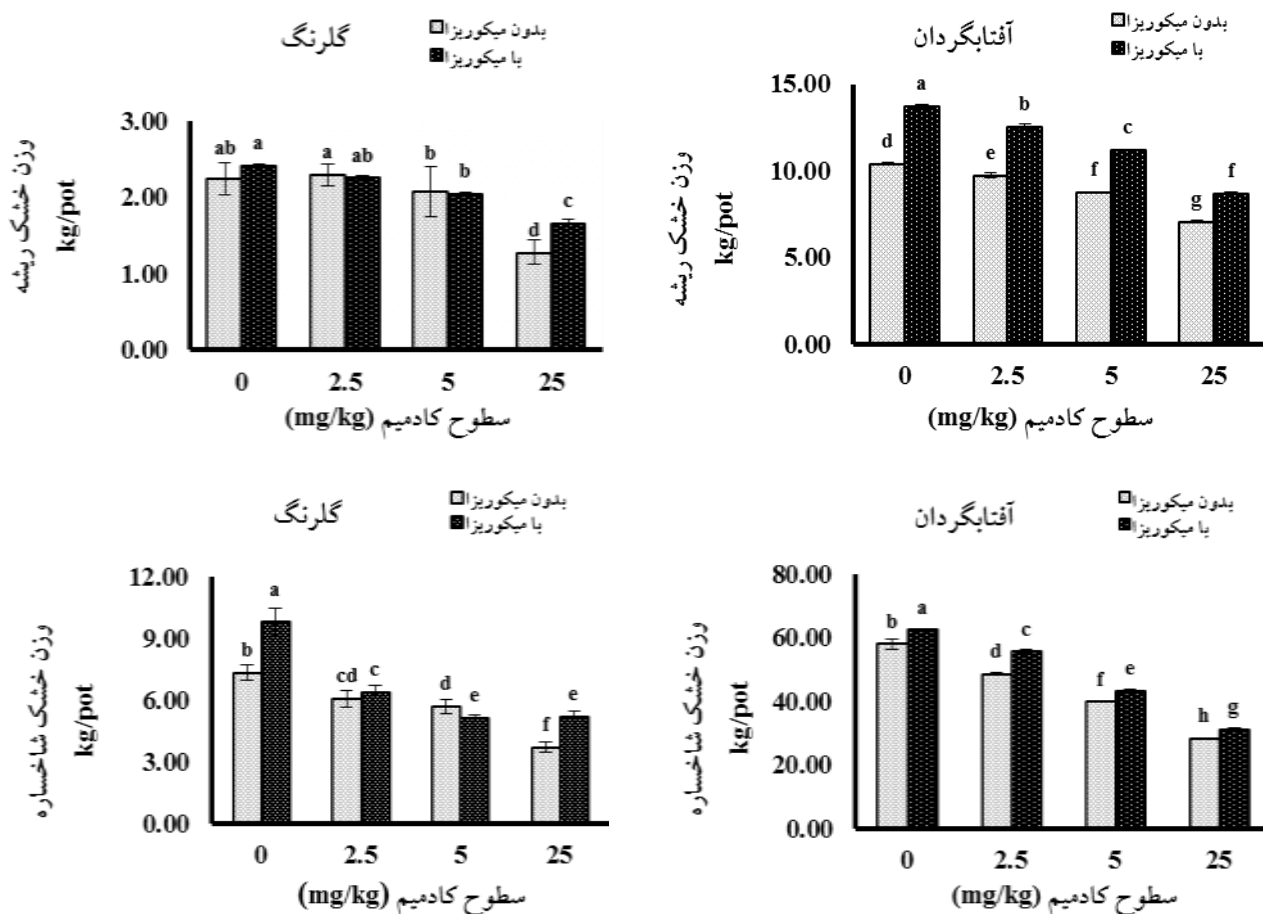 گلرنگ
بدون میکوریزا
با میکوریزا
وزن خشک ریشه
kg/pot
3.00
2.00
1.00
0.00
ab a a ab b b d c
0 2.5 5 25
سطوح کادمیم (mg/kg)
آفتابگردان
بدون میکوریزا
با میکوریزا
وزن خشک ریشه
kg/pot
15.00
10.00
5.00
0.00
d a e b f c g f
0 2.5 5 25
سطوح کادمیم (mg/kg)
گلرنگ
بدون میکوریزا
با میکوریزا
وزن خشک شاخساره
kg/pot
12.00
9.00
6.00
3.00
0.00
b a cd c d e f e
0 2.5 5 25
سطوح کادمیم (mg/kg)
آفتابگردان
بدون میکوریزا
با میکوریزا
وزن خشک شاخساره
kg/pot
80.00
60.00
40.00
20.00
0.00
b a d c f e h g
0 2.5 5 25
سطوح کادمیم (mg/kg)